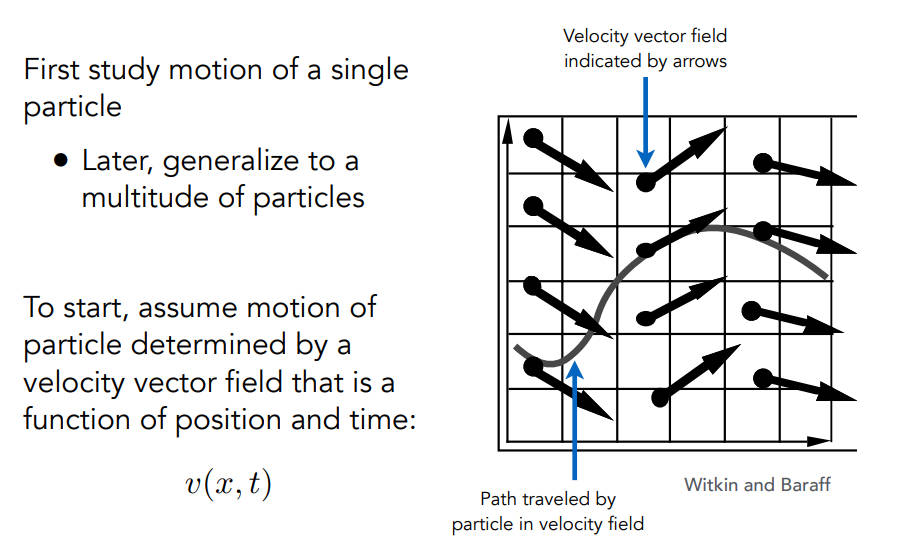 First study motion of a single
particle
● Later, generalize to a
multitude of particles
To start, assume motion of
particle determined by a
velocity vector field that is a
function of position and time:
v(x, t)
Velocity vector field
indicated by arrows
Witkin and Baraff
Path traveled by
particle in velocity field